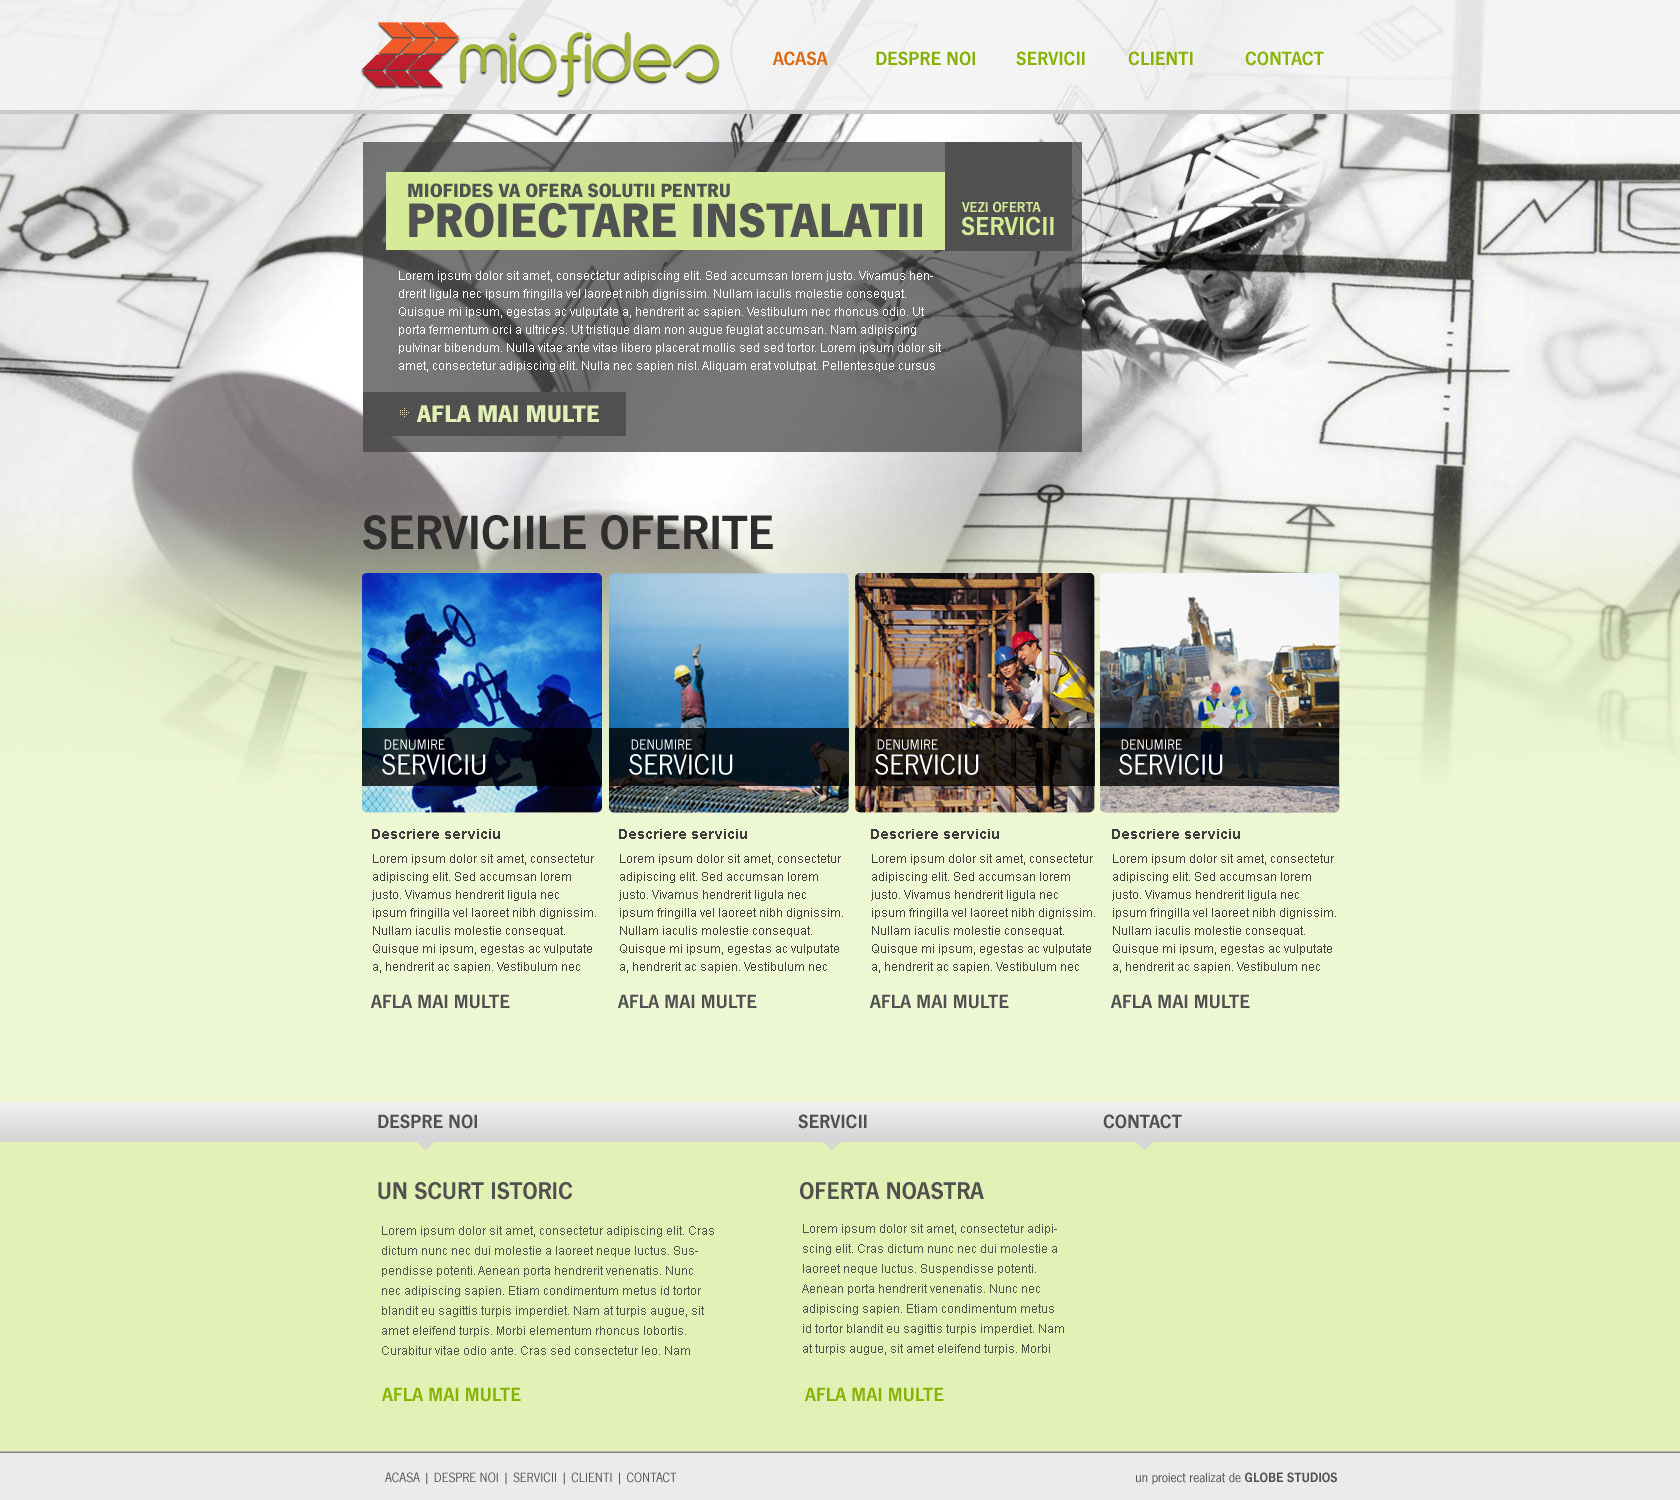 miofides
ACASA DESPRE NOI SERVICII CLIENTI CONTACT
MIOFIDES VA OFERA SOLUTII PENTRU
PROIECTARE INSTALATII
VEZI OFERTA
SERVICII
Lorem ipsum dolor sit amet, consectetur adipiscing elit. Sed accumsan lorem justo. Vivamus hen-
drerit ligula nec ipsum fringilla vel laoreet nibh dignissim. Nullam iaculis molestie consequat.
Quisque mi ipsum, egestas ac vulputate a, hendrerit ac sapien. Vestibulum nec rhoncus odio. Ut
porta fermentum orci a ultrices. Ut tristique diam non augue feugiat accumsan. Nam adipiscing
pulvinar bibendum. Nulla vitae ante vitae libero placerat mollis sed sed tortor. Lorem ipsum dolor sit
amet, consectetur adipiscing elit. Nulla nec sapien nisl. Aliquam erat volutpat. Pellentesque cursus
AFLA MAI MULTE
SERVICIILE OFERITE
DENUMIRE
SERVICIU
Descriere serviciu
Lorem ipsum dolor sit amet, consectetur
adipiscing elit. Sed accumsan lorem
justo. Vivamus hendrerit ligula nec
ipsum fringilla vel laoreet nibh dignissim.
Nullam iaculis molestie consequat.
Quisque mi ipsum, egestas ac vulputate
a, hendrerit ac sapien. Vestibulum nec
AFLA MAI MULTE
DENUMIRE
SERVICIU
Descriere serviciu
Lorem ipsum dolor sit amet, consectetur
adipiscing elit. Sed accumsan lorem
justo. Vivamus hendrerit ligula nec
ipsum fringilla vel laoreet nibh dignissim.
Nullam iaculis molestie consequat.
Quisque mi ipsum, egestas ac vulputate
a, hendrerit ac sapien. Vestibulum nec
AFLA MAI MULTE
DENUMIRE
SERVICIU
Descriere serviciu
Lorem ipsum dolor sit amet, consectetur
adipiscing elit. Sed accumsan lorem
justo. Vivamus hendrerit ligula nec
ipsum fringilla vel laoreet nibh dignissim.
Nullam iaculis molestie consequat.
Quisque mi ipsum, egestas ac vulputate
a, hendrerit ac sapien. Vestibulum nec
AFLA MAI MULTE
DENUMIRE
SERVICIU
Descriere serviciu
Lorem ipsum dolor sit amet, consectetur
adipiscing elit. Sed accumsan lorem
justo. Vivamus hendrerit ligula nec
ipsum fringilla vel laoreet nibh dignissim.
Nullam iaculis molestie consequat.
Quisque mi ipsum, egestas ac vulputate
a, hendrerit ac sapien. Vestibulum nec
AFLA MAI MULTE
DESPRE NOI
UN SCURT ISTORIC
Lorem ipsum dolor sit amet, consectetur adipiscing elit. Cras
dictum nunc nec dui molestie a laoreet neque luctus. Sus-
pendisse potenti. Aenean porta hendrerit venenatis. Nunc
nec adipiscing sapien. Etiam condimentum metus id tortor
blandit eu sagittis turpis imperdiet. Nam at turpis augue, sit
amet eleifend turpis. Morbi elementum rhoncus lobortis.
Curabitur vitae odio ante. Cras sed consectetur leo. Nam
AFLA MAI MULTE
SERVICII
OFERTA NOASTRA
Lorem ipsum dolor sit amet, consectetur adipi-
scing elit. Cras dictum nunc nec dui molestie a
laoreet neque luctus. Suspendisse potenti.
Aenean porta hendrerit venenatis. Nunc nec
adipiscing sapien. Etiam condimentum metus
id tortor blandit eu sagittis turpis imperdiet. Nam
at turpis augue, sit amet eleifend turpis. Morbi
AFLA MAI MULTE
CONTACT
ACASA | DESPRE NOI | SERVICII | CLIENTI | CONTACT
un proiect realizat de GLOBE STUDIOS